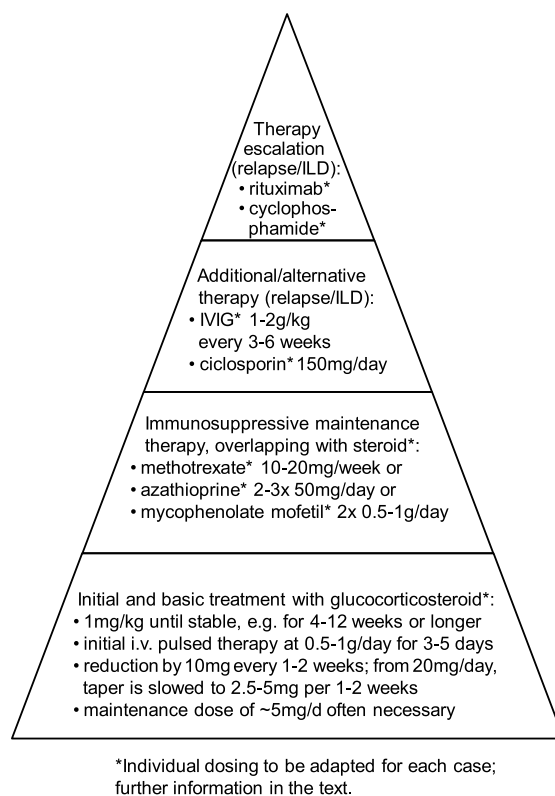 Therapy
escalation
(relapse/ILD):
• rituximab*
• cyclophos-
phamide*
Additional/alternative
therapy (relapse/ILD):
• IVIG* 1-2g/kg
every 3-6 weeks
• ciclosporin* 150mg/day
Immunosuppressive maintenance
therapy, overlapping with steroid*:
• methotrexate* 10-20mg/week or
• azathioprine* 2-3x 50mg/day or
• mycophenolate mofetil* 2x 0.5-1g/day
Initial and basic treatment with glucocorticosteroid*:
• 1mg/kg until stable, e.g. for 4-12 weeks or longer
• initial i.v. pulsed therapy at 0.5-1g/day for 3-5 days
• reduction by 10mg every 1-2 weeks; from 20mg/day,
taper is slowed to 2.5-5mg per 1-2 weeks
• maintenance dose of ~5mg/d often necessary
*Individual dosing to be adapted for each case;
further information in the text.